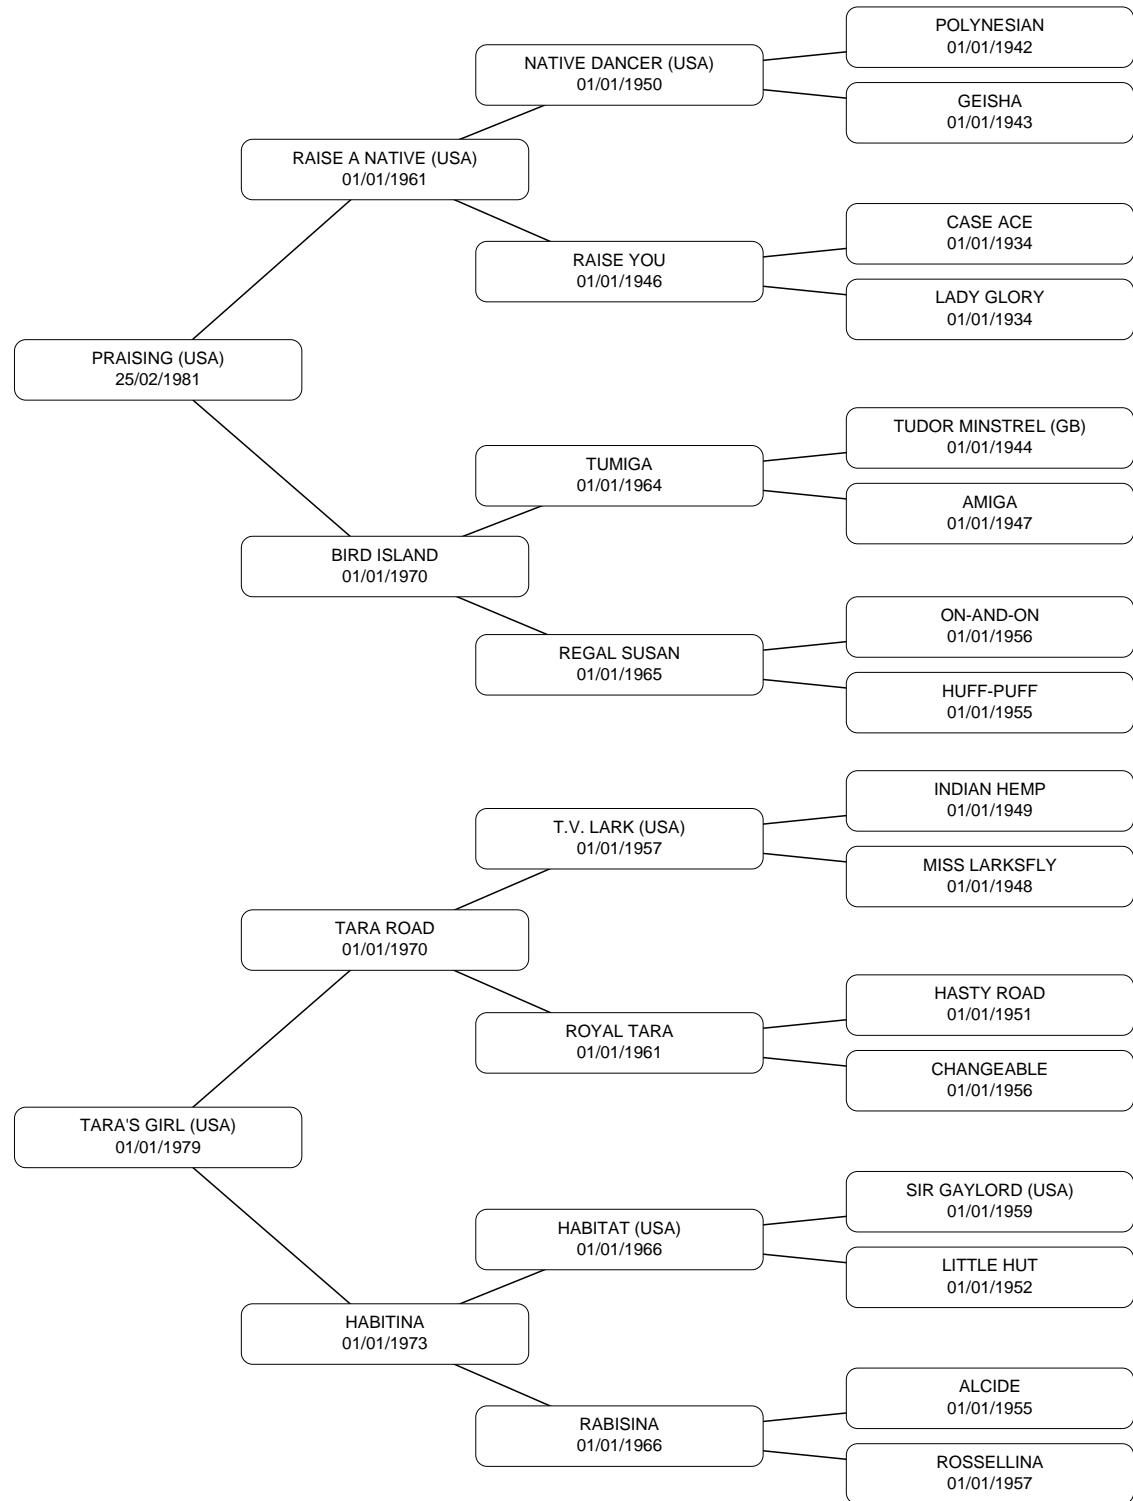 POLYNESIAN
01/01/1942
NATIVE DANCER (USA)
01/01/1950
GEISHA
01/01/1943
RAISE A NATIVE (USA)
01/01/1961
CASE ACE
01/01/1934
RAISE YOU
01/01/1946
LADY GLORY
01/01/1934
PRAISING (USA)
25/02/1981
TUDOR MINSTREL (GB)
01/01/1944
TUMIGA
01/01/1964
AMIGA
01/01/1947
BIRD ISLAND
01/01/1970
ON-AND-ON
01/01/1956
REGAL SUSAN
01/01/1965
HUFF-PUFF
01/01/1955
INDIAN HEMP
01/01/1949
T.V. LARK (USA)
01/01/1957
MISS LARKSFLY
01/01/1948
TARA ROAD
01/01/1970
HASTY ROAD
01/01/1951
ROYAL TARA
01/01/1961
CHANGEABLE
01/01/1956
TARA'S GIRL (USA)
01/01/1979
SIR GAYLORD (USA)
01/01/1959
HABITAT (USA)
01/01/1966
LITTLE HUT
01/01/1952
HABITINA
01/01/1973
ALCIDE
01/01/1955
RABISINA
01/01/1966
ROSSELLINA
01/01/1957